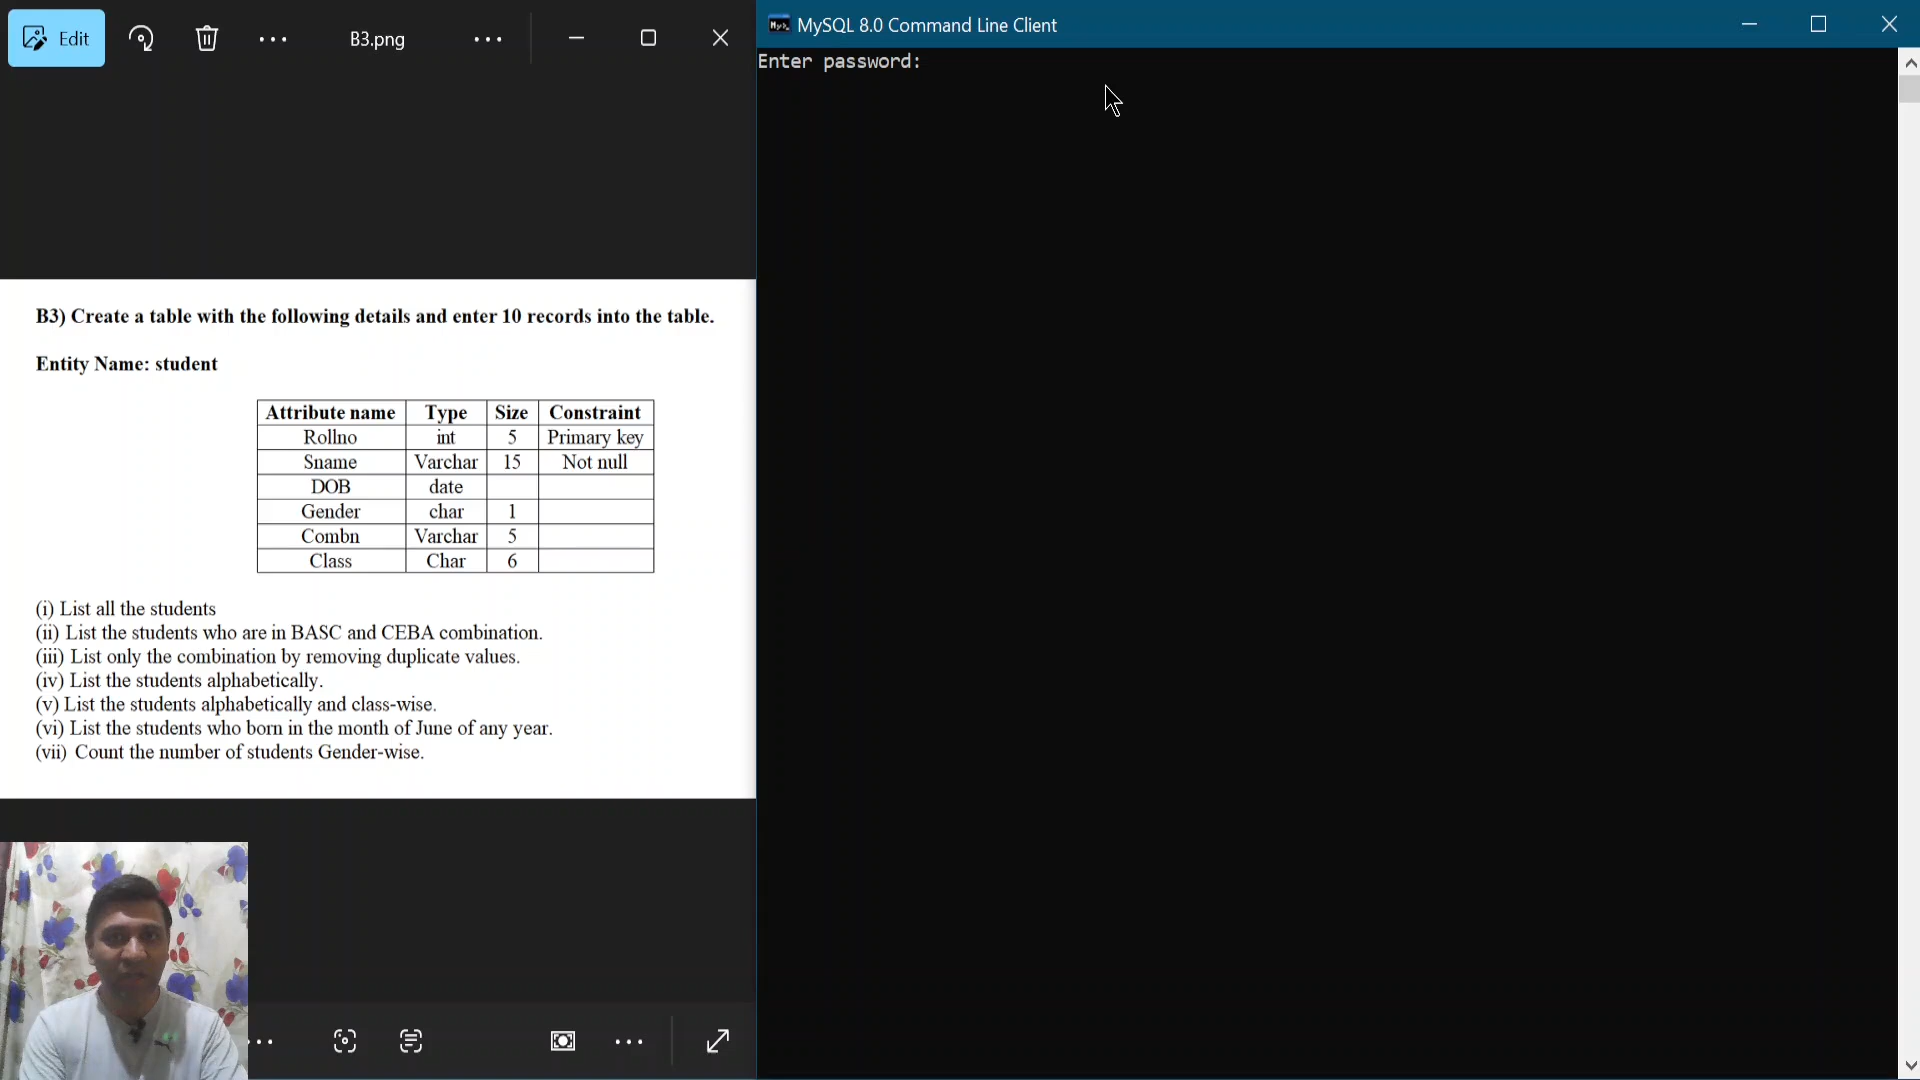 Edit
B3.png
MySQL 8.0 Command Line Client
Enter password:
B3) Create a table with the following details and enter 10 records into the table.
Entity Name: student
Attribute name Type Size Constraint
Rollno int 5 Primary key
Sname Varchar 15 Not null
DOB date
Gender char 1
Combn Varchar 5
Class Char 6
(i) List all the students
(ii) List the students who are in BASC and CEBA combination.
(iii) List only the combination by removing duplicate values.
(iv) List the students alphabetically.
(v) List the students alphabetically and class-wise.
(vi) List the students who born in the month of June of any year.
(vii) Count the number of students Gender-wise.